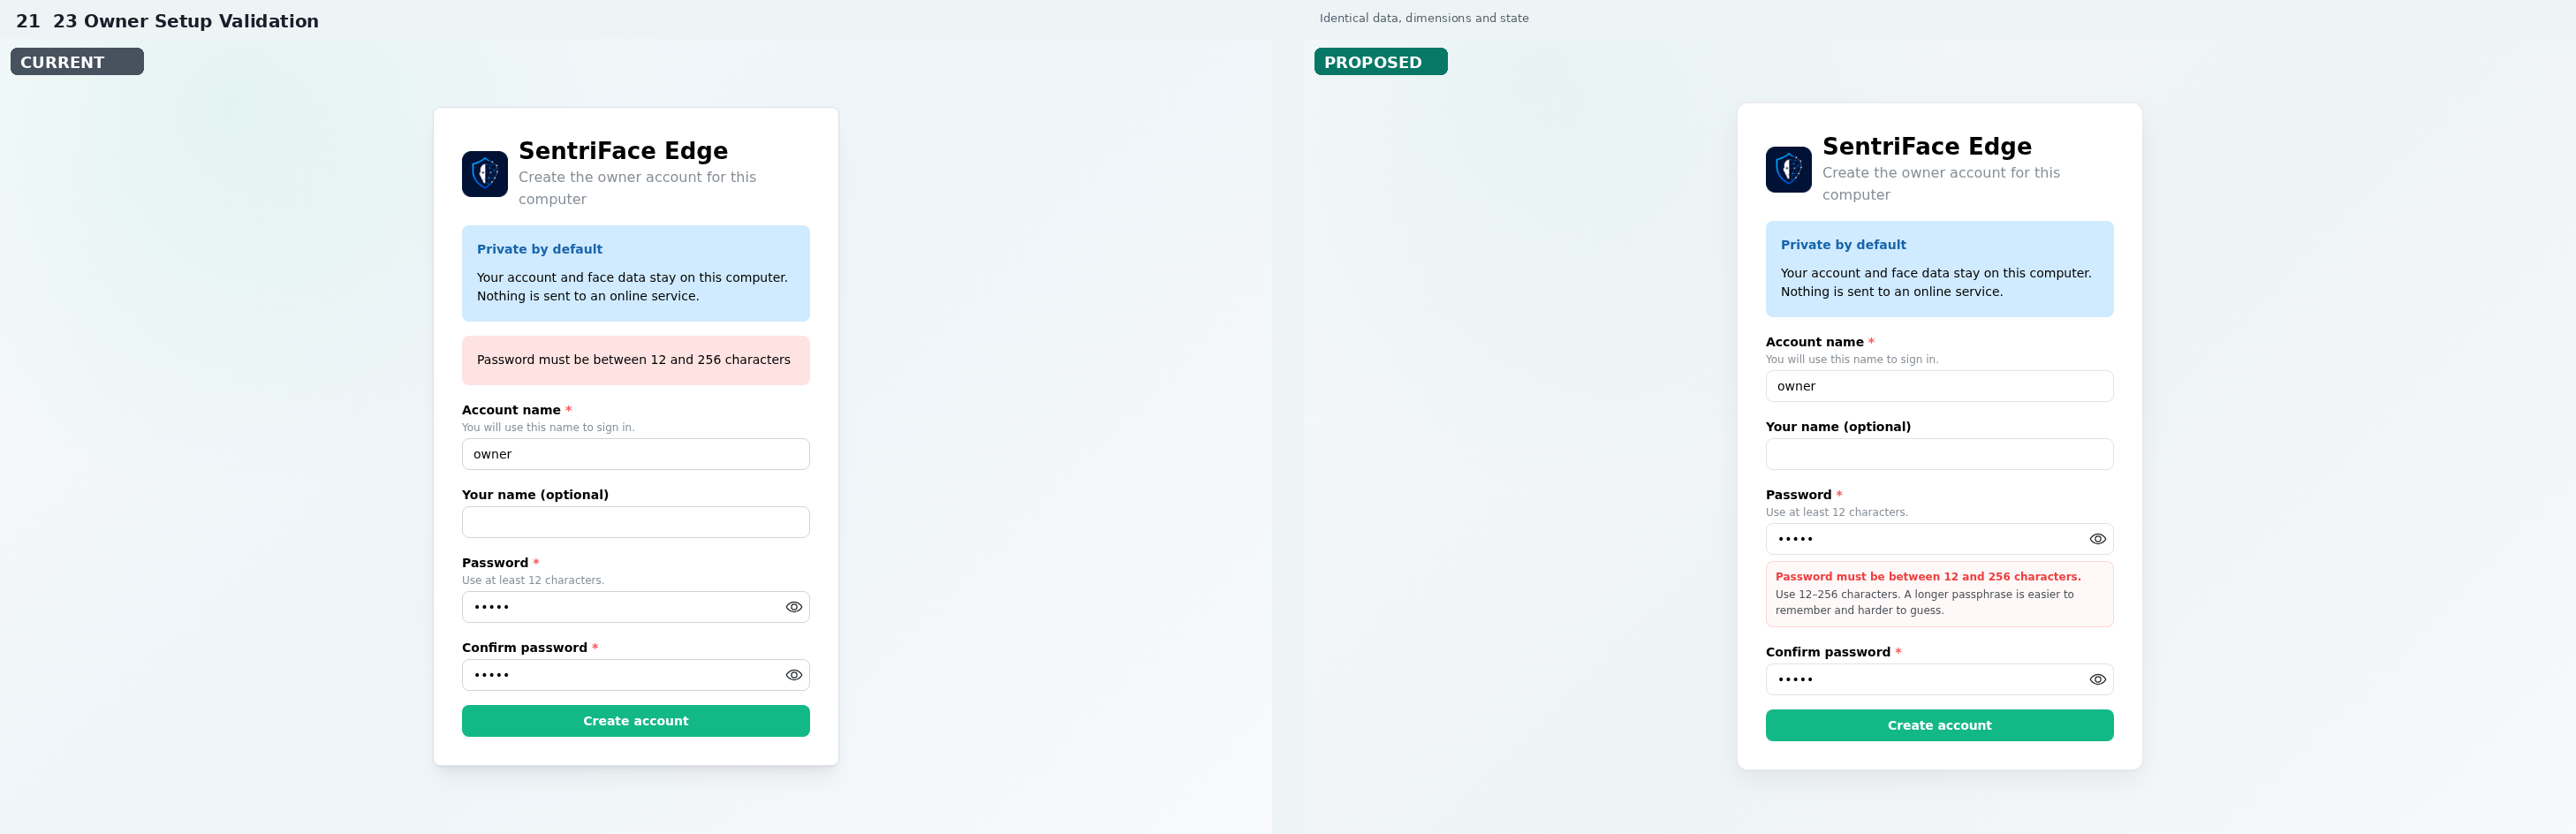 21  23 Owner Setup Validation
Identical data, dimensions and state
CURRENT
SentriFace Edge
Create the owner account for this
computer
Private by default
Your account and face data stay on this computer.
Nothing is sent to an online service.
Password must be between 12 and 256 characters
Account name *
You will use this name to sign in.
owner
Your name (optional)
Password *
Use at least 12 characters.
•••••
Confirm password *
•••••
Create account
PROPOSED
SentriFace Edge
Create the owner account for this
computer
Private by default
Your account and face data stay on this computer.
Nothing is sent to an online service.
Account name *
You will use this name to sign in.
owner
Your name (optional)
Password *
Use at least 12 characters.
•••••
Password must be between 12 and 256 characters.
Use 12–256 characters. A longer passphrase is easier to
remember and harder to guess.
Confirm password *
•••••
Create account